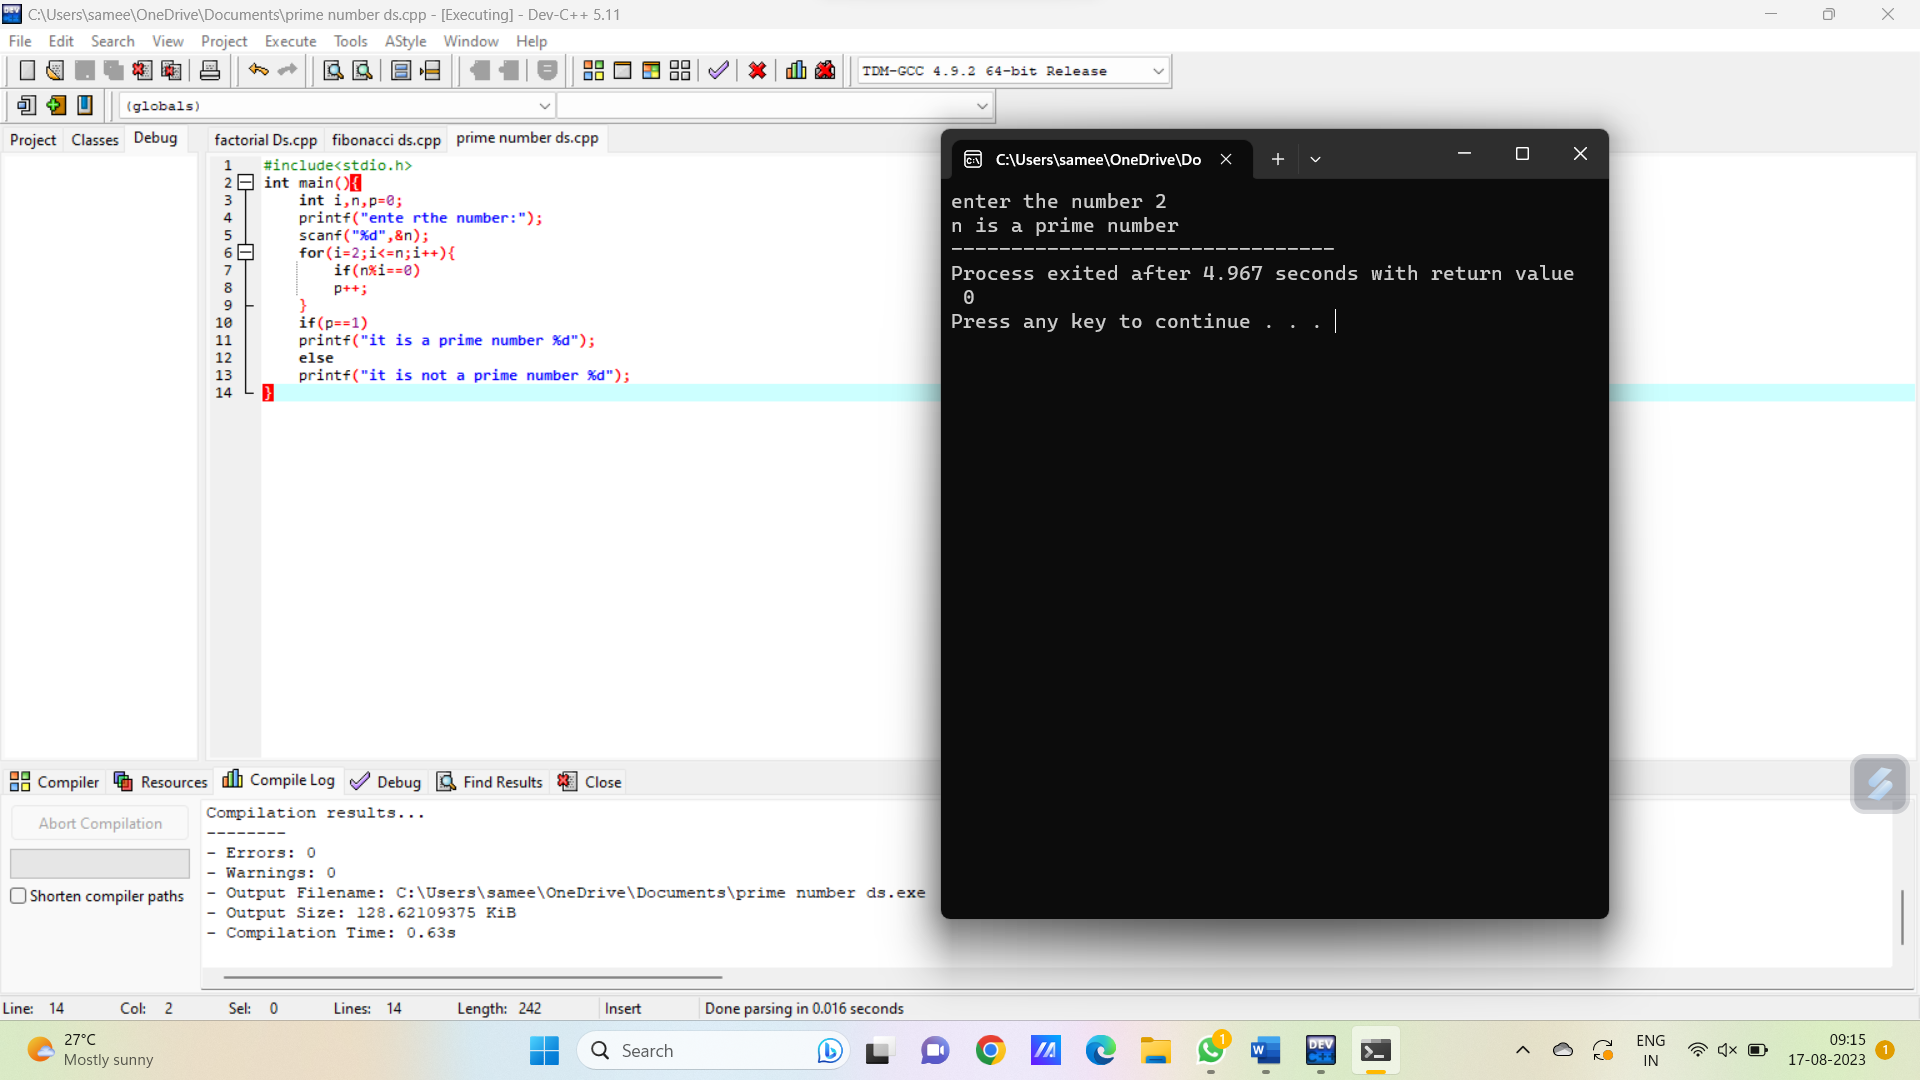 C:\Users\samee\OneDrive\Documents\prime number ds.cpp - [Executing] - Dev-C++ 5.11
File Edit Search View Project Execute Tools AStyle Window Help
TDM-GCC 4.9.2 64-bit Release
(globals)
Project Classes Debug
factorial Ds.cpp fibonacci ds.cpp prime number ds.cpp
1 #include<stdio.h>
2 int main(){
3 int i,n,p=0;
4 printf("ente rthe number:");
5 scanf("%d",&n);
6 for(i=2;i<=n;i++){
7 if(n%i==0)
8 p++;
9 }
10 if(p==1)
11 printf("it is a prime number %d");
12 else
13 printf("it is not a prime number %d");
14 }
C:\Users\samee\OneDrive\Do
enter the number 2
n is a prime number
--------------------------------
Process exited after 4.967 seconds with return value
0
Press any key to continue . . .
Compiler Resources Compile Log Debug Find Results Close
Abort Compilation
Shorten compiler paths
Compilation results...
--------
- Errors: 0
- Warnings: 0
- Output Filename: C:\Users\samee\OneDrive\Documents\prime number ds.exe
- Output Size: 128.62109375 KiB
- Compilation Time: 0.63s
Line: 14 Col: 2 Sel: 0 Lines: 14 Length: 242 Insert Done parsing in 0.016 seconds
27°C
Mostly sunny
Search
1
W
DEV
ENG
IN
09:15
17-08-2023
1